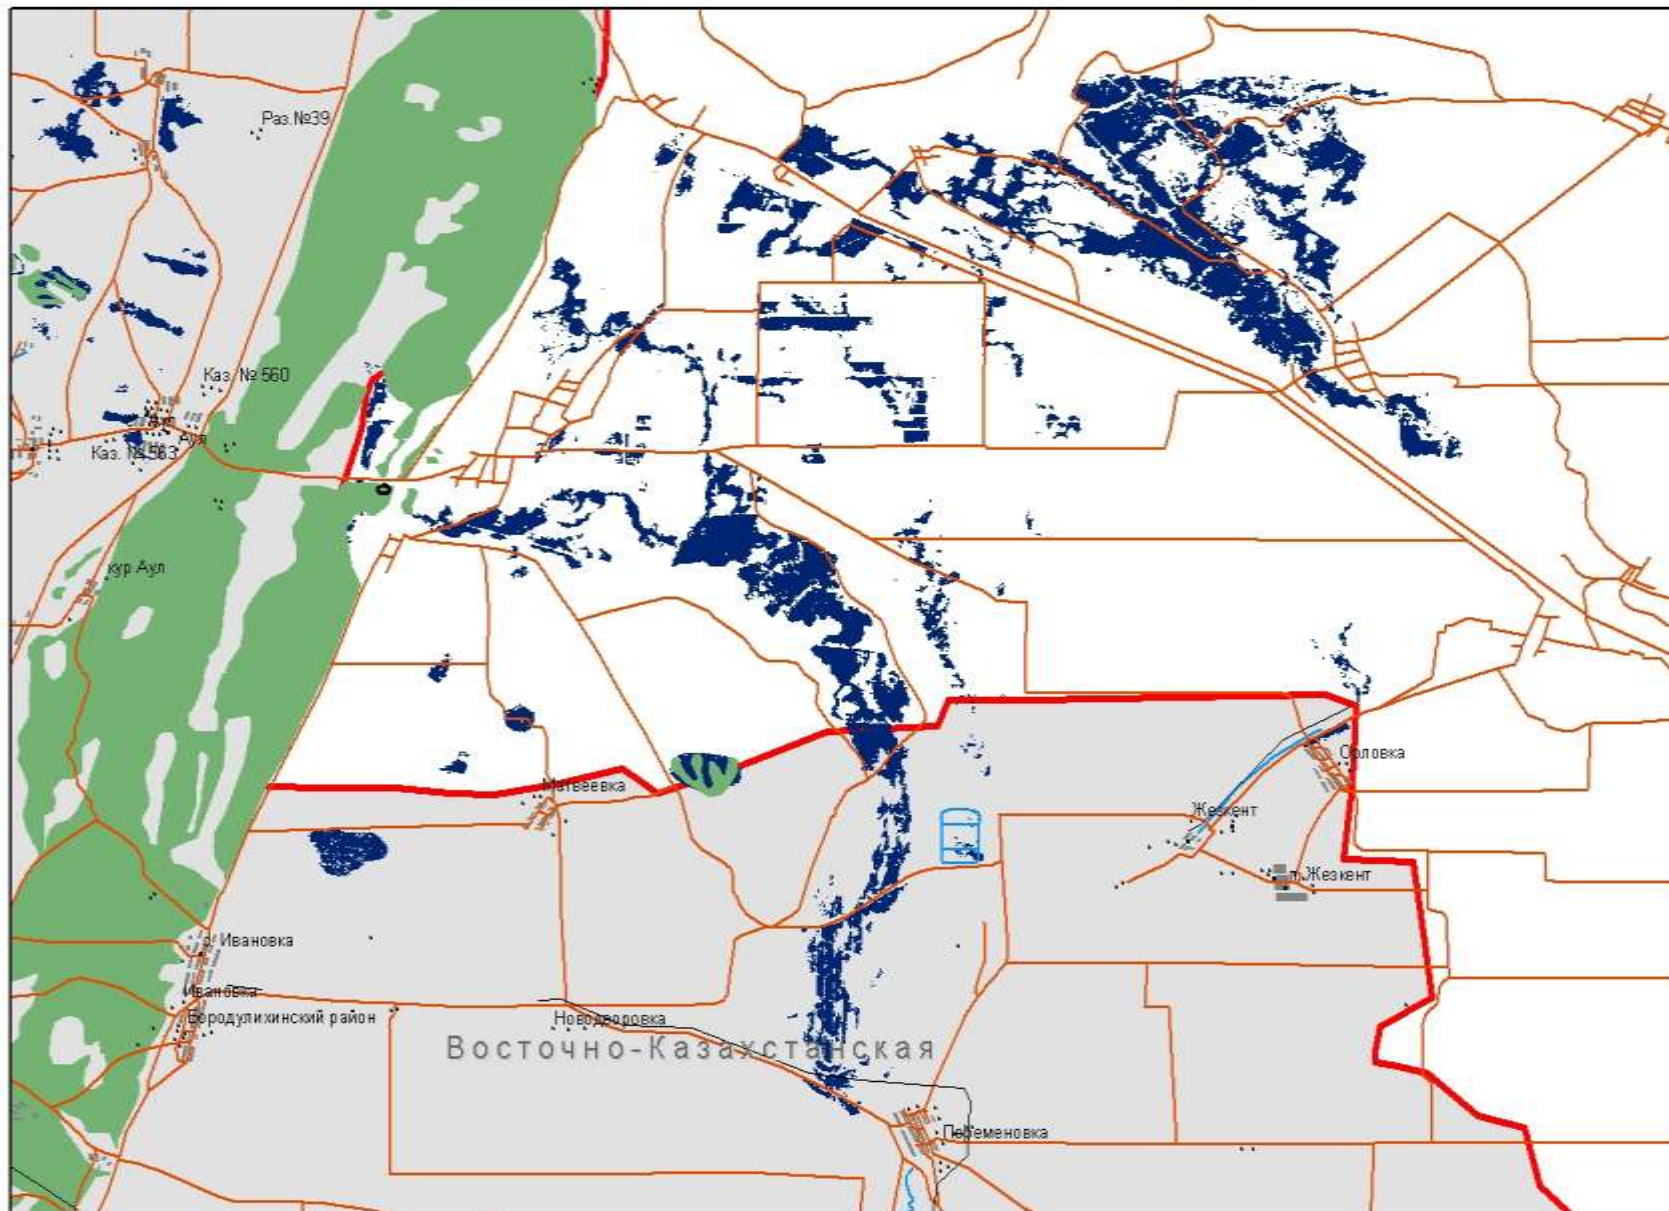 Раз.№39
Каз. № 560
Аул
Аул
Каз. № 563
кур Аул
Матвеевка
Орловка
Жезкент
п.Жезкент
р. Ивановка
Ивановка
Бородулихинский район
Новодворовка
Восточно-Казахстанская
Переменовка